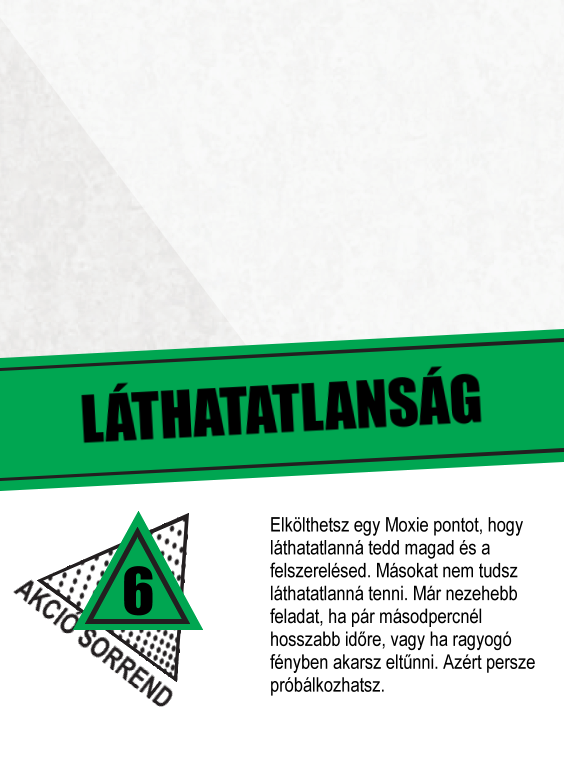 LÁTHATATLANSÁG
6
AKCIÓ SORREND
Elkölthetsz egy Moxie pontot, hogy
láthatatlanná tedd magad és a
felszerelésed. Másokat nem tudsz
láthatatlanná tenni. Már nezehebb
feladat, ha pár másodpercnél
hosszabb időre, vagy ha ragyogó
fényben akarsz eltűnni. Azért persze
próbálkozhatsz.